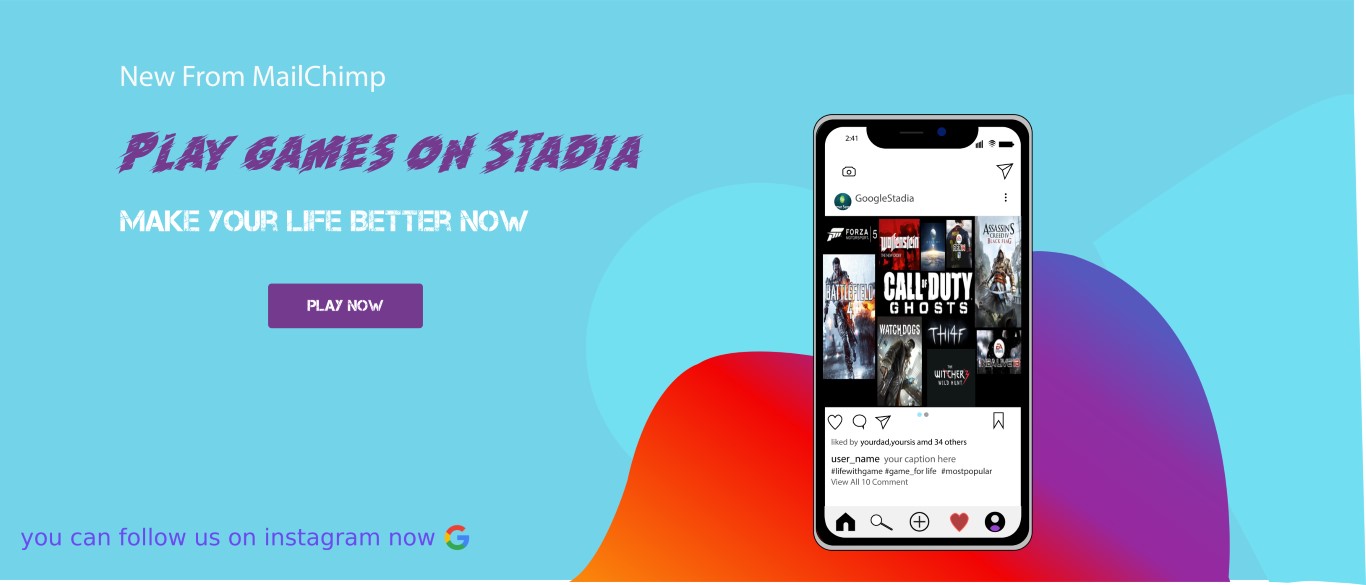 New From MailChimp
PLAY GAMES ON STADIA
MAKE YOUR LIFE BETTER NOW
PLAY NOW
you can follow us on instagram now
2:41
GoogleStadia
FORZA
MOTORSPORT 5
Wolfenstein
THE NEW ORDER
ASSASSIN'S
CREED IV
BLACK FLAG
BATTLEFIELD
4
CALL OF DUTY
GHOSTS
WATCH DOGS
THI4F
THE
WITCHER 3
WILD HUNT
liked by yourdad,yoursis amd 34 others
user_name your caption here
#lifewithgame #game_for life #mostpopular
View All 10 Comment